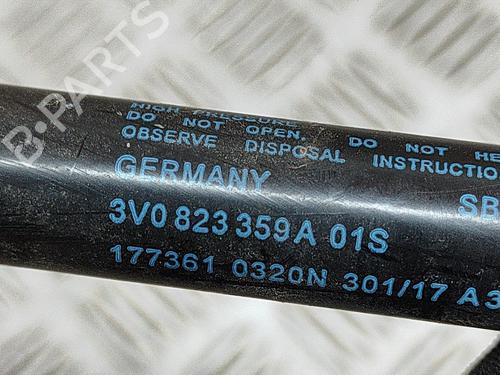 HIGH PRESSURE
DO NOT OPEN, DO NOT HE
OBSERVE DISPOSAL INSTRUCTION
GERMANY SB
3V0 823 359A 01S
177361 0320N 301/17 A3
B-PARTS